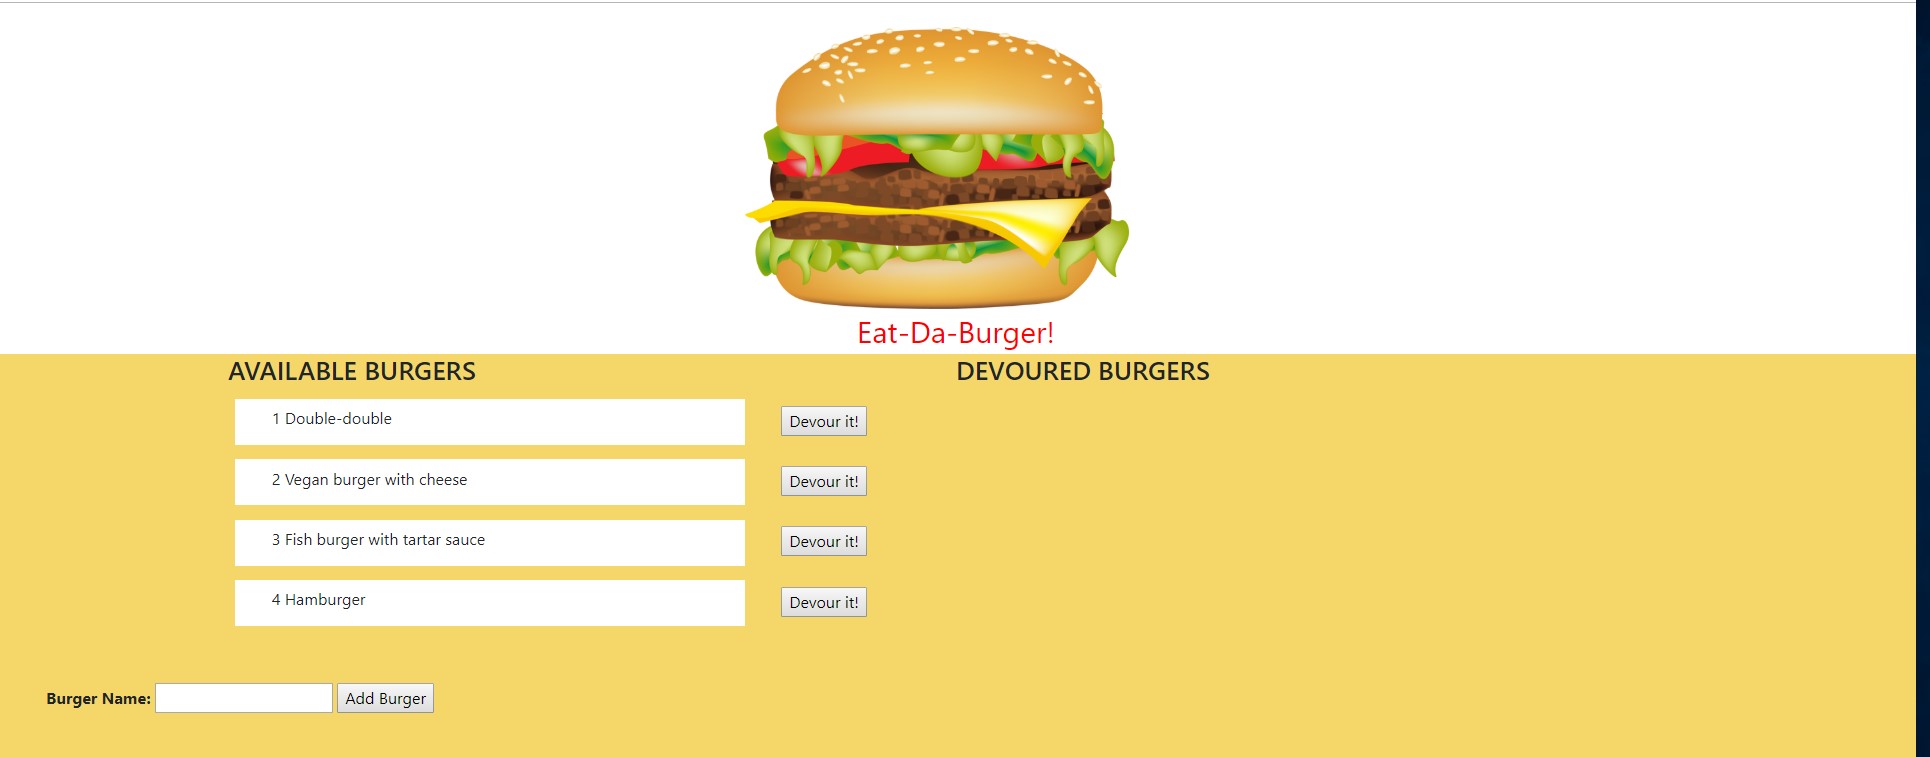 Eat-Da-Burger!
AVAILABLE BURGERS
1 Double-double
Devour it!
2 Vegan burger with cheese
Devour it!
3 Fish burger with tartar sauce
Devour it!
4 Hamburger
Devour it!
DEVOURED BURGERS
Burger Name:
Add Burger